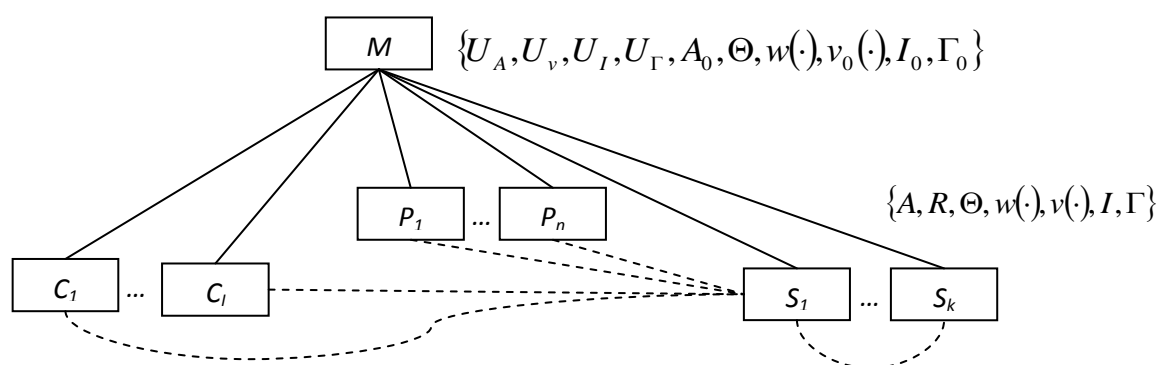 M {U_A, U_v, U_I, U_Γ, A_0, Θ, w(·), v_0(·), I_0, Γ_0}
P_1 ... P_n {A, R, Θ, w(·), v(·), I, Γ}
C_1 ... C_l S_1 ... S_k